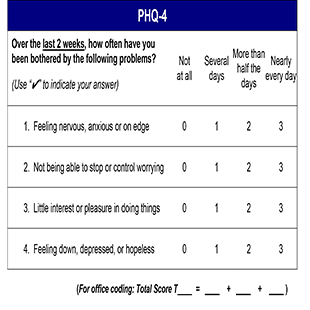 PHQ-4
Over the last 2 weeks, how often have you
been bothered by the following problems?
(Use "✔" to indicate your answer)
Not
at all
Several
days
More than
half the
days
Nearly
every day
1. Feeling nervous, anxious or on edge 0 1 2 3
2. Not being able to stop or control worrying 0 1 2 3
3. Little interest or pleasure in doing things 0 1 2 3
4. Feeling down, depressed, or hopeless 0 1 2 3
(For office coding: Total Score T___ = ___ + ___ + ___ )